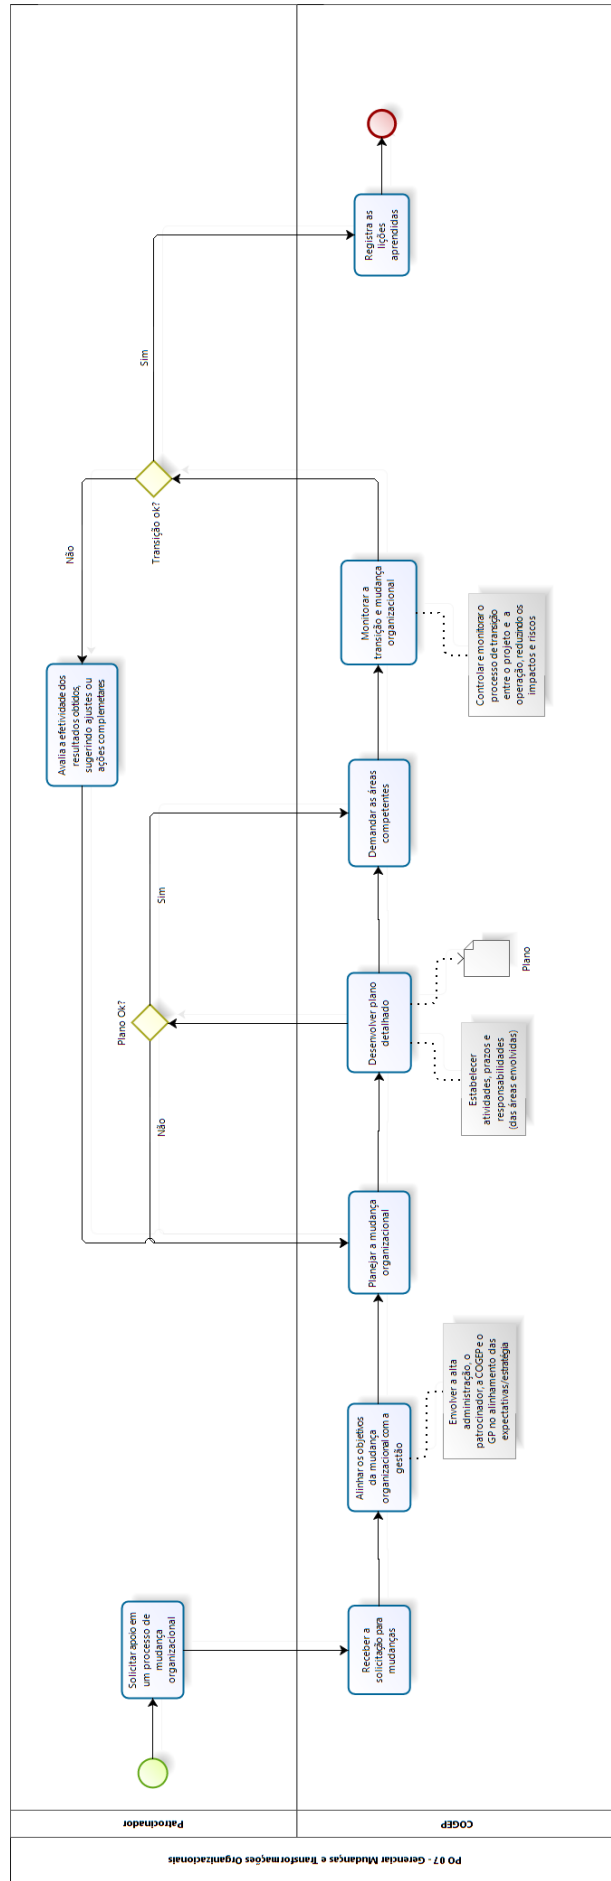 PO 07 - Gerenciar Mudanças e Transformações Organizacionais
Patrocinador
COGEP
Solicitar apoio em
um processo de
mudança
organizacional
Receber a
solicitação para
mudanças
Alinhar os objetivos
da mudança
organizacional com a
gestão
Envolver a alta
administração, o
patrocinador, a COGEP e o
GP no alinhamento das
expectativas/estratégia
Planejar a mudança
organizacional
Desenvolver plano
detalhado
Estabelecer
atividades, prazos e
responsabilidades
(das áreas envolvidas)
Plano
Plano Ok?
Não
Sim
Demandar as áreas
competentes
Monitorar a
transição e mudança
organizacional
Controlar e monitorar o
processo de transição
entre o projeto e a
operação, reduzindo os
impactos e riscos
Transição ok?
Não
Avalia a efetividade dos
resultados obtidos,
sugerindo ajustes ou
ações complemetares
Sim
Registra as
lições
aprendidas